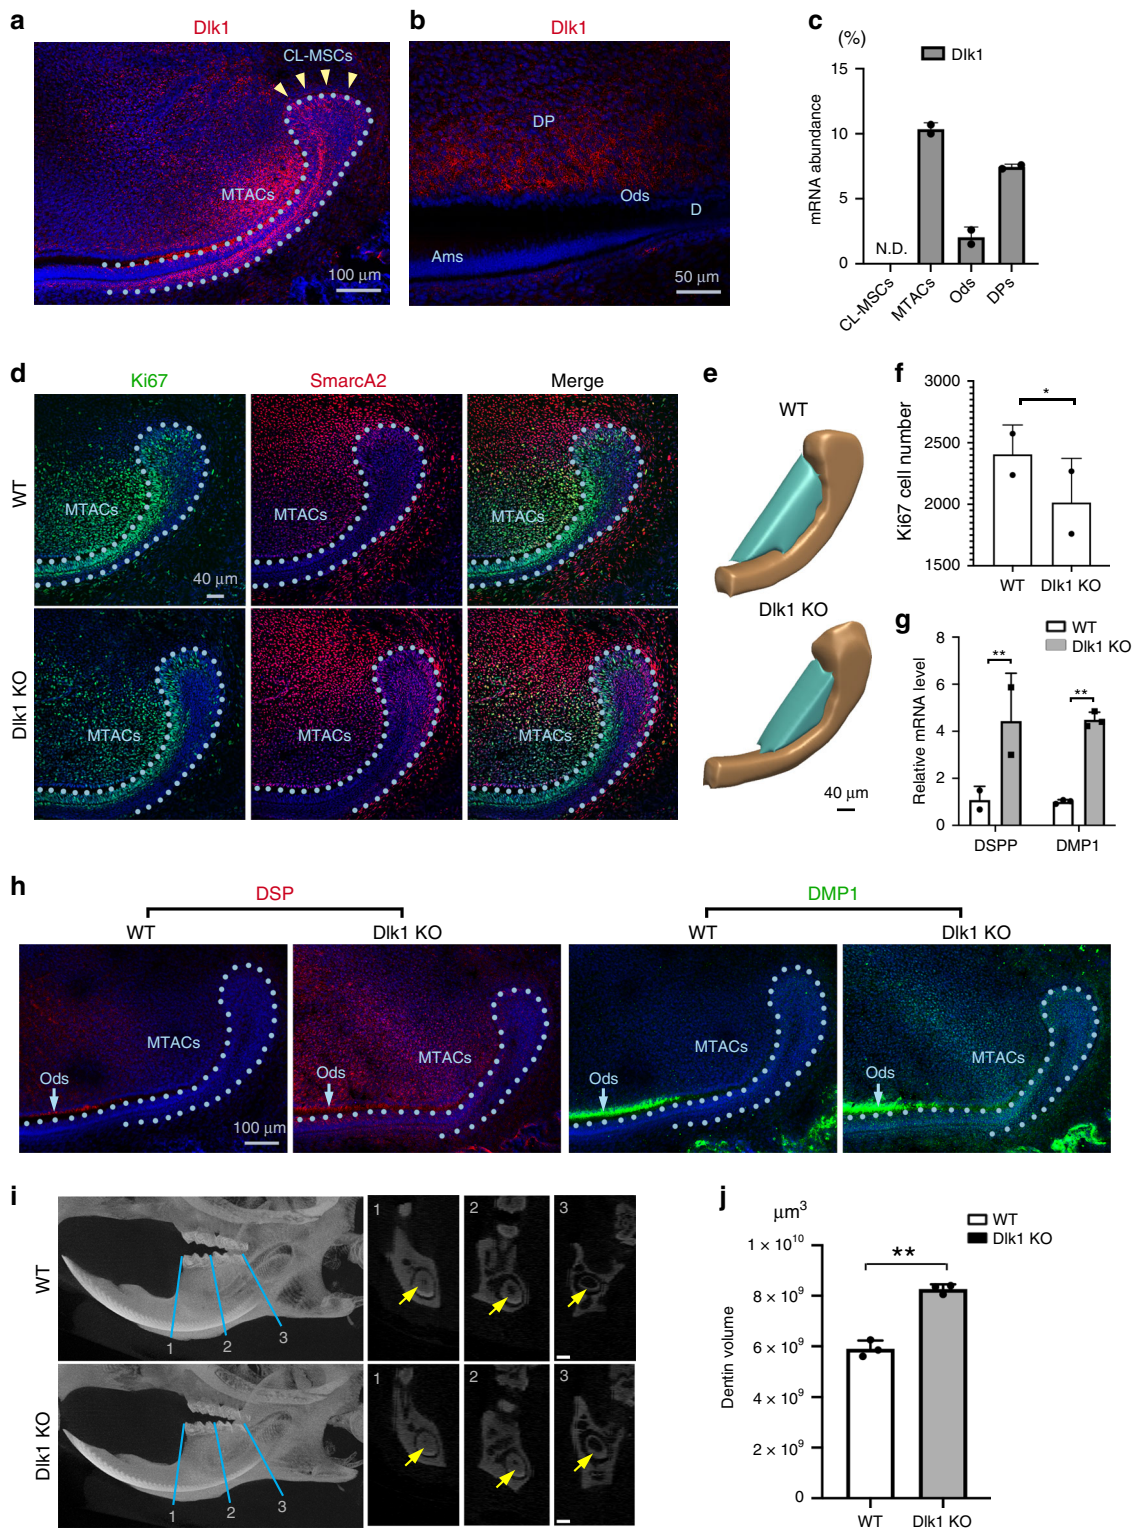 a
Dlk1
CL-MSCs
MTACs
100 µm
b
Dlk1
DP
Ods
D
Ams
50 µm
c
(%)
Dlk1
mRNA abundance
15
10
5
0
N.D.
CL-MSCs
MTACs
Ods
DPs
d
Ki67
SmarcA2
Merge
WT
MTACs
40 µm
MTACs
MTACs
Dlk1 KO
MTACs
MTACs
MTACs
e
WT
Dlk1 KO
40 µm
f
Ki67 cell number
3000
2500
2000
1500
*
WT
Dlk1 KO
g
WT
Dlk1 KO
Relative mRNA level
8
6
4
2
0
**
**
DSPP
DMP1
h
DSP
DMP1
WT
Dlk1 KO
WT
Dlk1 KO
MTACs
Ods
100 µm
MTACs
Ods
MTACs
Ods
MTACs
Ods
i
WT
1
2
3
1
2
3
Dlk1 KO
1
2
3
1
2
3
j
µm³
WT
Dlk1 KO
Dentin volume
1 × 10¹⁰
8 × 10⁹
6 × 10⁹
4 × 10⁹
2 × 10⁹
0
**
WT
Dlk1 KO